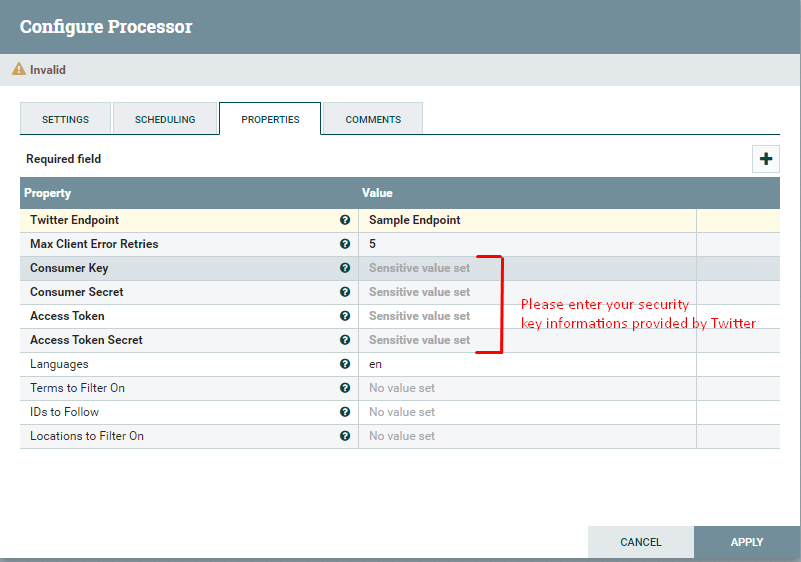 Configure Processor
Invalid
SETTINGS SCHEDULING PROPERTIES COMMENTS
Required field
Property Value
Twitter Endpoint Sample Endpoint
Max Client Error Retries 5
Consumer Key Sensitive value set
Consumer Secret Sensitive value set
Access Token Sensitive value set
Access Token Secret Sensitive value set
Please enter your security
key informations provided by Twitter
Languages en
Terms to Filter On No value set
IDs to Follow No value set
Locations to Filter On No value set
CANCEL APPLY